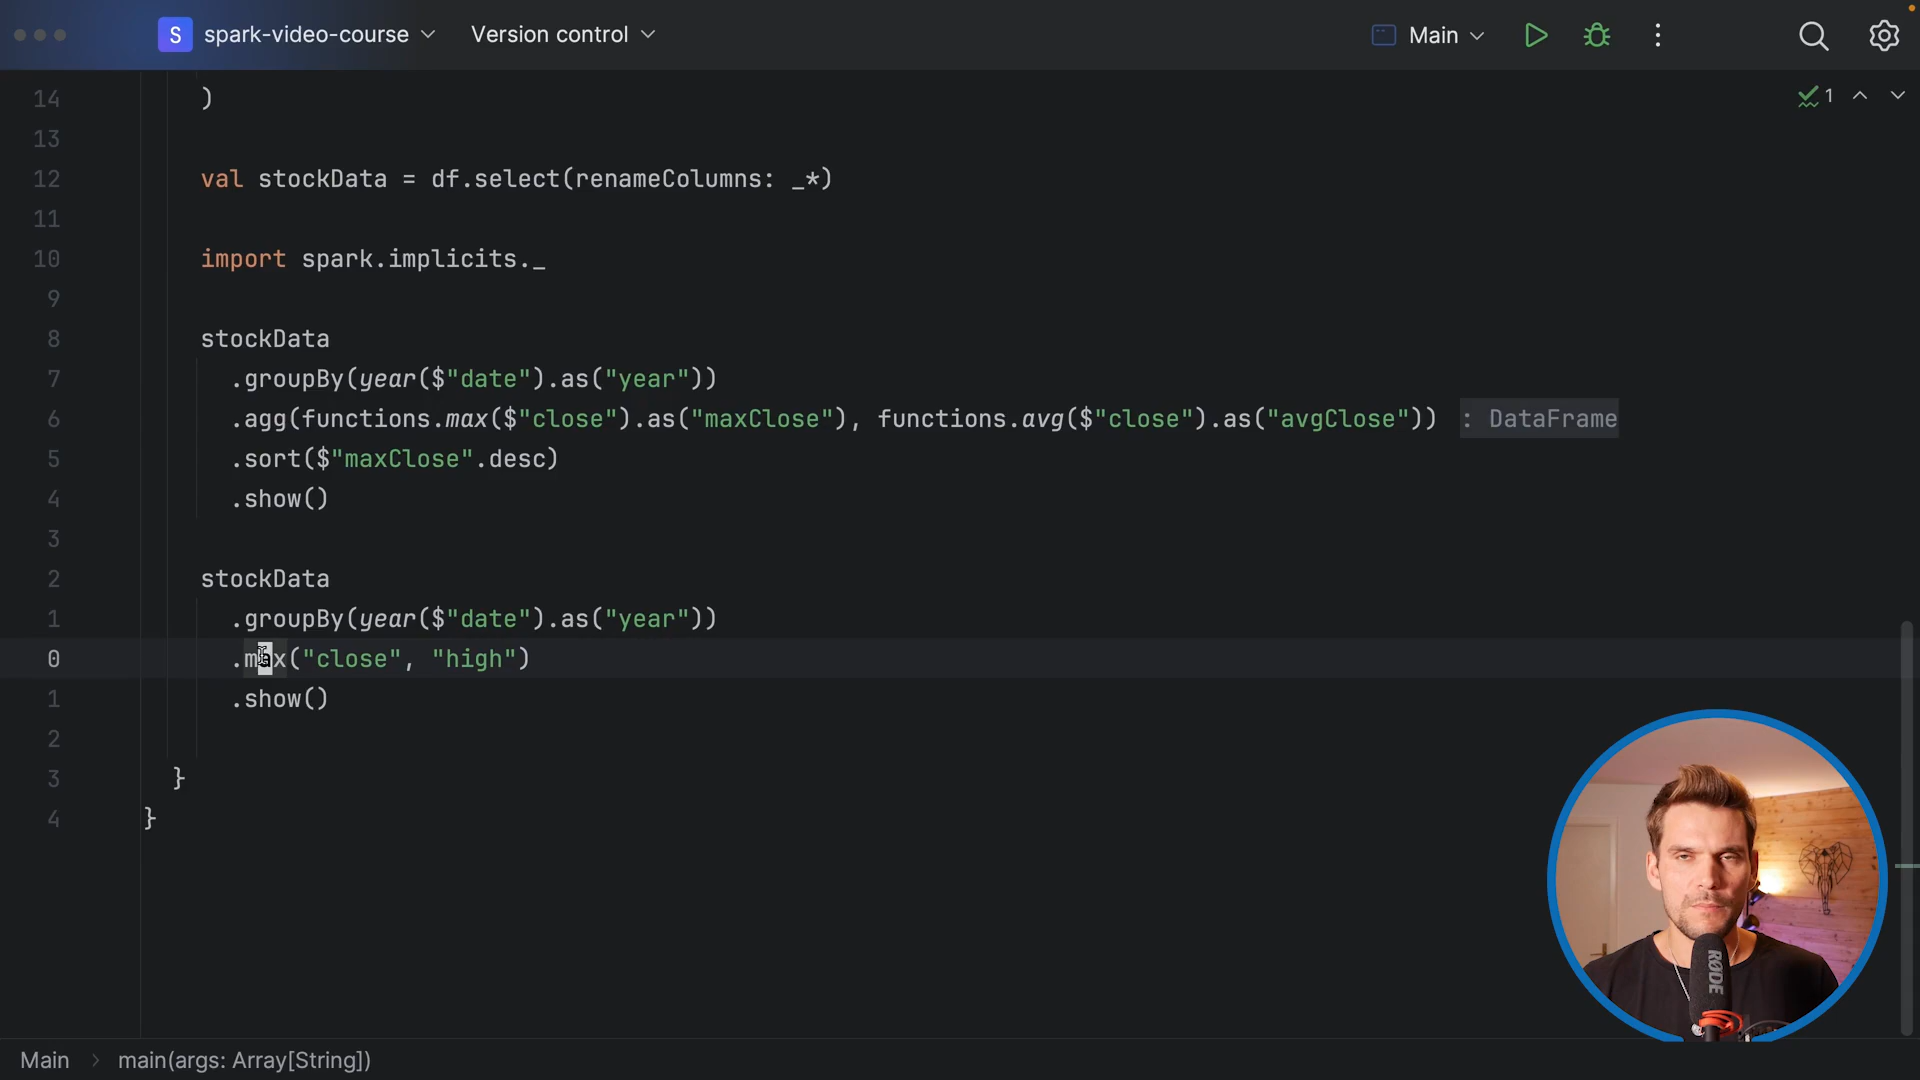 S spark-video-course Version control Main
14 )
1
13
12 val stockData = df.select(renameColumns: _*)
11
10 import spark.implicits._
9
8 stockData
7 .groupBy(year($"date").as("year"))
6 .agg(functions.max($"close").as("maxClose"), functions.avg($"close").as("avgClose")) : DataFrame
5 .sort($"maxClose".desc)
4 .show()
3
2 stockData
1 .groupBy(year($"date").as("year"))
0 .max("close", "high")
1 .show()
2
3 }
4 }
RØDE
Main > main(args: Array[String])